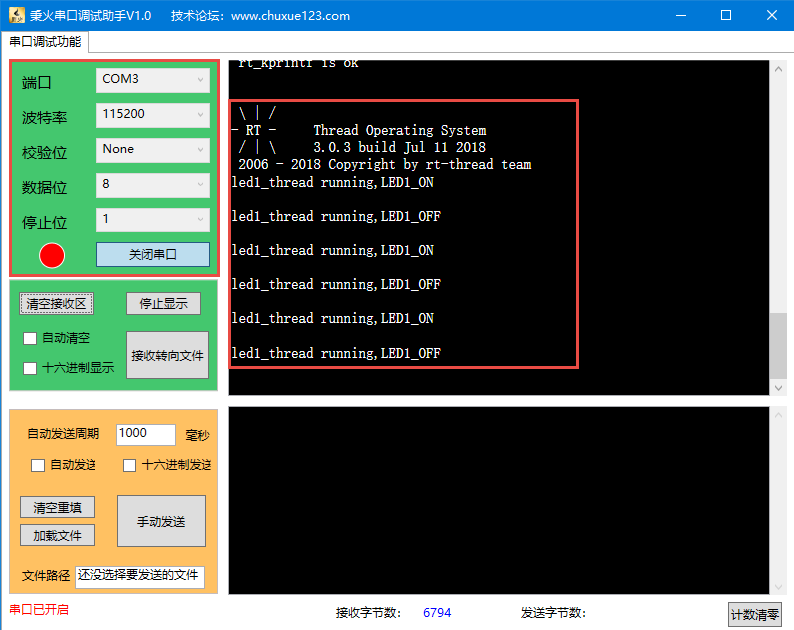 秉火串口调试助手V1.0 技术论坛：www.chuxue123.com
串口调试功能
端口 COM3
波特率 115200
校验位 None
数据位 8
停止位 1
关闭串口
清空接收区 停止显示
自动清空
十六进制显示
接收转向文件
自动发送周期 1000 毫秒
自动发送 十六进制发送
清空重填
手动发送
加载文件
文件路径 还没选择要发送的文件
rt_kprintf is ok
\ | /
- RT -     Thread Operating System
/ | \     3.0.3 build Jul 11 2018
2006 - 2018 Copyright by rt-thread team
led1_thread running,LED1_ON
led1_thread running,LED1_OFF
led1_thread running,LED1_ON
led1_thread running,LED1_OFF
led1_thread running,LED1_ON
led1_thread running,LED1_OFF
串口已开启 接收字节数： 6794 发送字节数： 计数清零